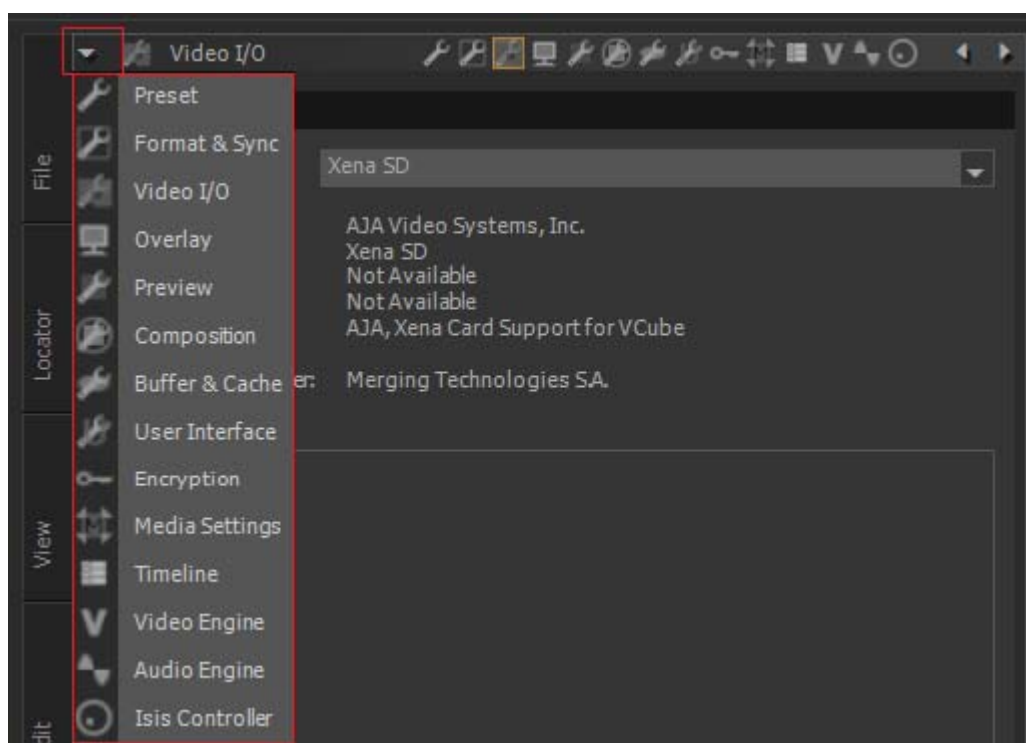 Video I/O
Preset
Format & Sync
Video I/O
Overlay
Preview
Composition
Buffer & Cache
User Interface
Encryption
Media Settings
Timeline
Video Engine
Audio Engine
Isis Controller
Xena SD
AJA Video Systems, Inc.
Xena SD
Not Available
Not Available
AJA, Xena Card Support for VCube
er: Merging Technologies S.A.
File
Locator
View
dit